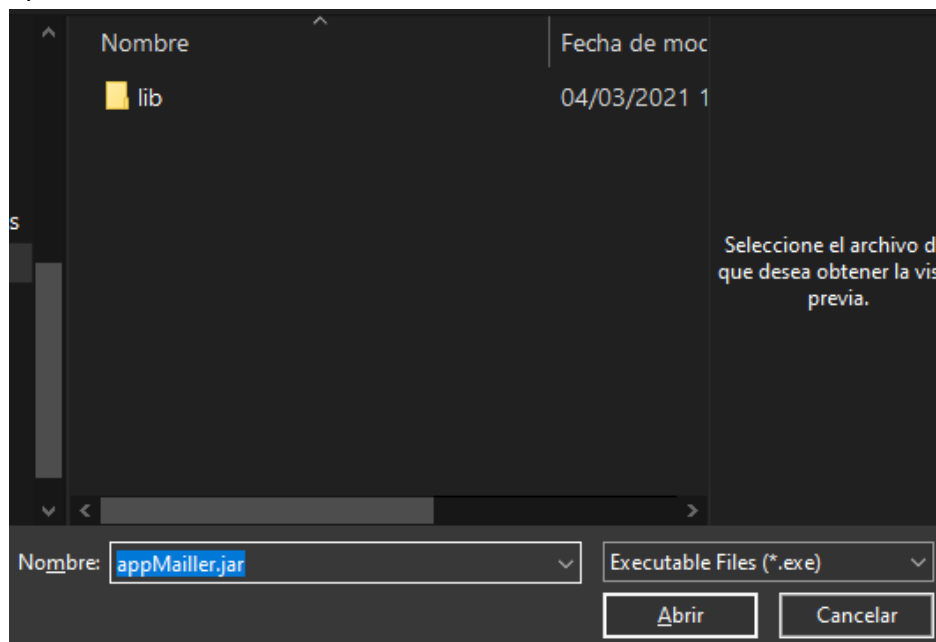 Nombre
Fecha de moc
lib
04/03/2021 1
s
Seleccione el archivo d
que desea obtener la vis
previa.
Nombre:
appMailler.jar
Executable Files (*.exe)
Abrir
Cancelar